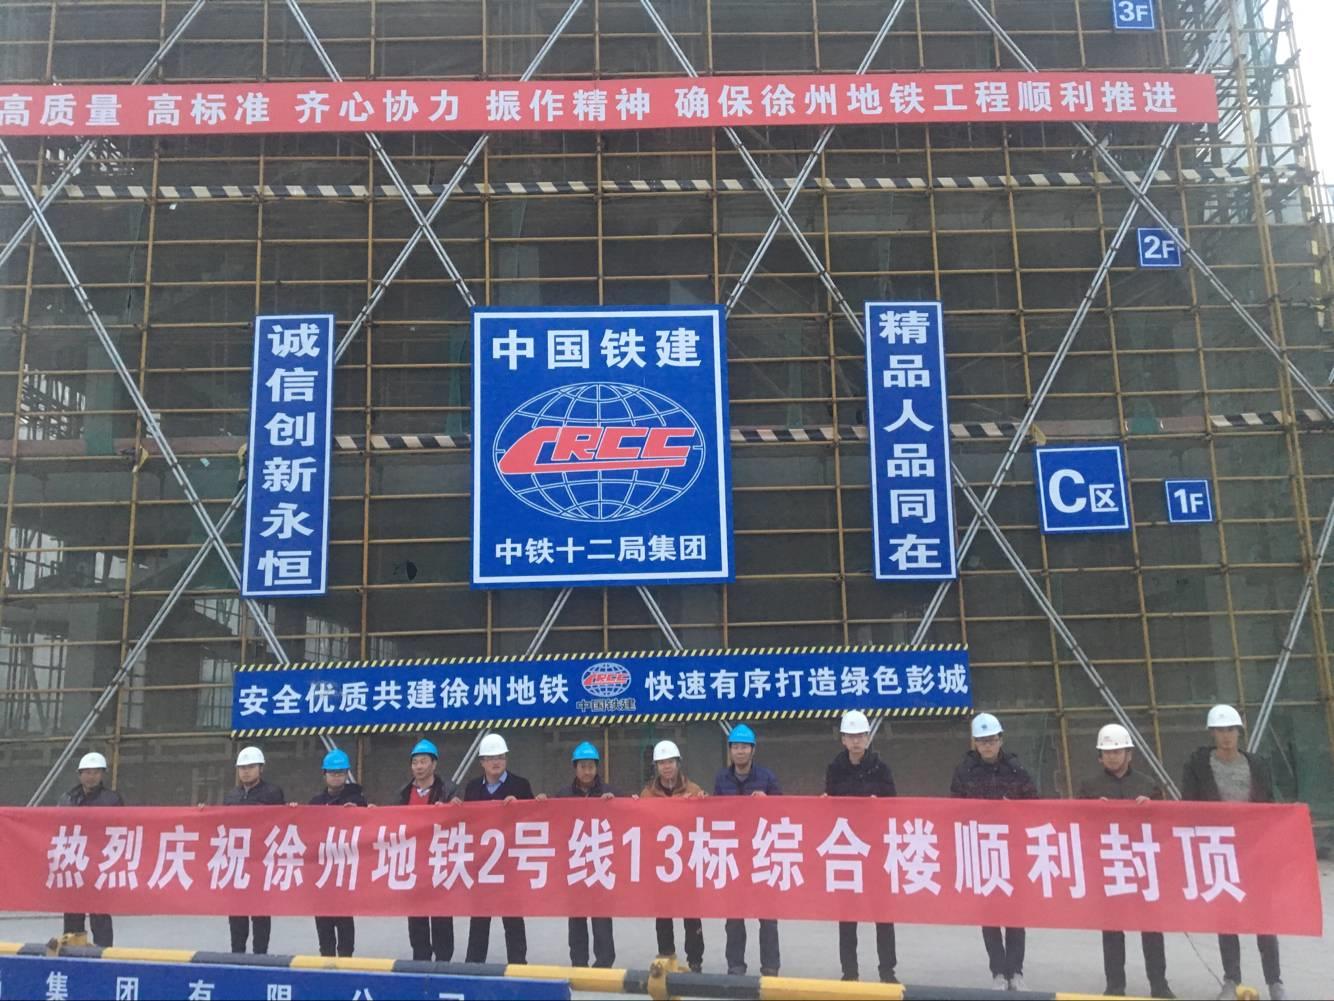 3F
高质量 高标准 齐心协力 振作精神 确保徐州地铁工程顺利推进
2F
诚信创新永恒
中国铁建
CRCC
中铁十二局集团
精品人品同在
C区
1F
安全优质共建徐州地铁 CRCC 中国铁建 快速有序打造绿色彭城
热烈庆祝徐州地铁2号线13标综合楼顺利封顶
集团有限公司